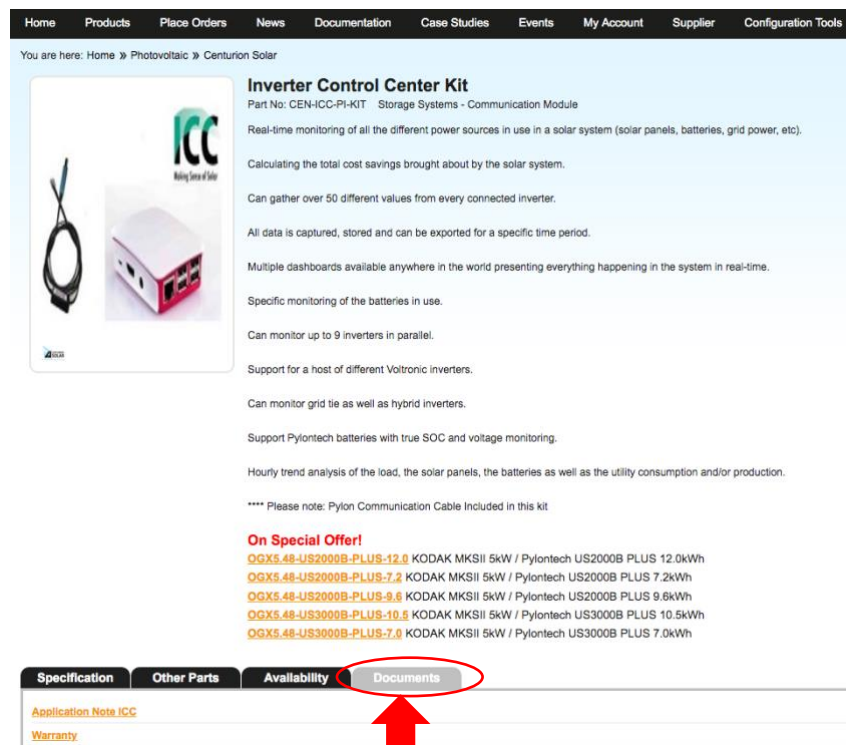 Home Products Place Orders News Documentation Case Studies Events My Account Supplier Configuration Tools
You are here: Home » Photovoltaic » Centurion Solar
Inverter Control Center Kit
Part No: CEN-ICC-PI-KIT Storage Systems - Communication Module
Real-time monitoring of all the different power sources in use in a solar system (solar panels, batteries, grid power, etc).
Calculating the total cost savings brought about by the solar system.
Can gather over 50 different values from every connected inverter.
All data is captured, stored and can be exported for a specific time period.
Multiple dashboards available anywhere in the world presenting everything happening in the system in real-time.
Specific monitoring of the batteries in use.
Can monitor up to 9 inverters in parallel.
Support for a host of different Voltronic inverters.
Can monitor grid tie as well as hybrid inverters.
Support Pylontech batteries with true SOC and voltage monitoring.
Hourly trend analysis of the load, the solar panels, the batteries as well as the utility consumption and/or production.
**** Please note: Pylon Communication Cable Included in this kit
On Special Offer!
OGX5.48-US2000B-PLUS-12.0 KODAK MKSII 5kW / Pylontech US2000B PLUS 12.0kWh
OGX5.48-US2000B-PLUS-7.2 KODAK MKSII 5kW / Pylontech US2000B PLUS 7.2kWh
OGX5.48-US2000B-PLUS-9.6 KODAK MKSII 5kW / Pylontech US2000B PLUS 9.6kWh
OGX5.48-US3000B-PLUS-10.5 KODAK MKSII 5kW / Pylontech US3000B PLUS 10.5kWh
OGX5.48-US3000B-PLUS-7.0 KODAK MKSII 5kW / Pylontech US3000B PLUS 7.0kWh
ICC
Making Sense of Solar
SOLAR
Specification Other Parts Availability Documents
Application Note ICC
Warranty